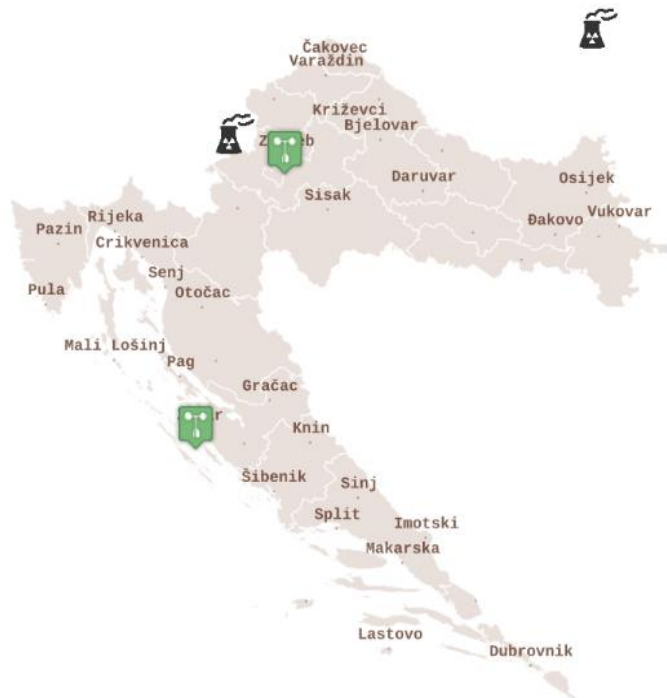 Čakovec
Varaždin
Križevci
Bjelovar
Daruvar
Osijek
Sisak
Vukovar
Đakovo
Rijeka
Pazin
Crikvenica
Senj
Pula
Otočac
Mali Lošinj
Pag
Gračac
Knin
Šibenik
Sinj
Split
Imotski
Makarska
Lastovo
Dubrovnik